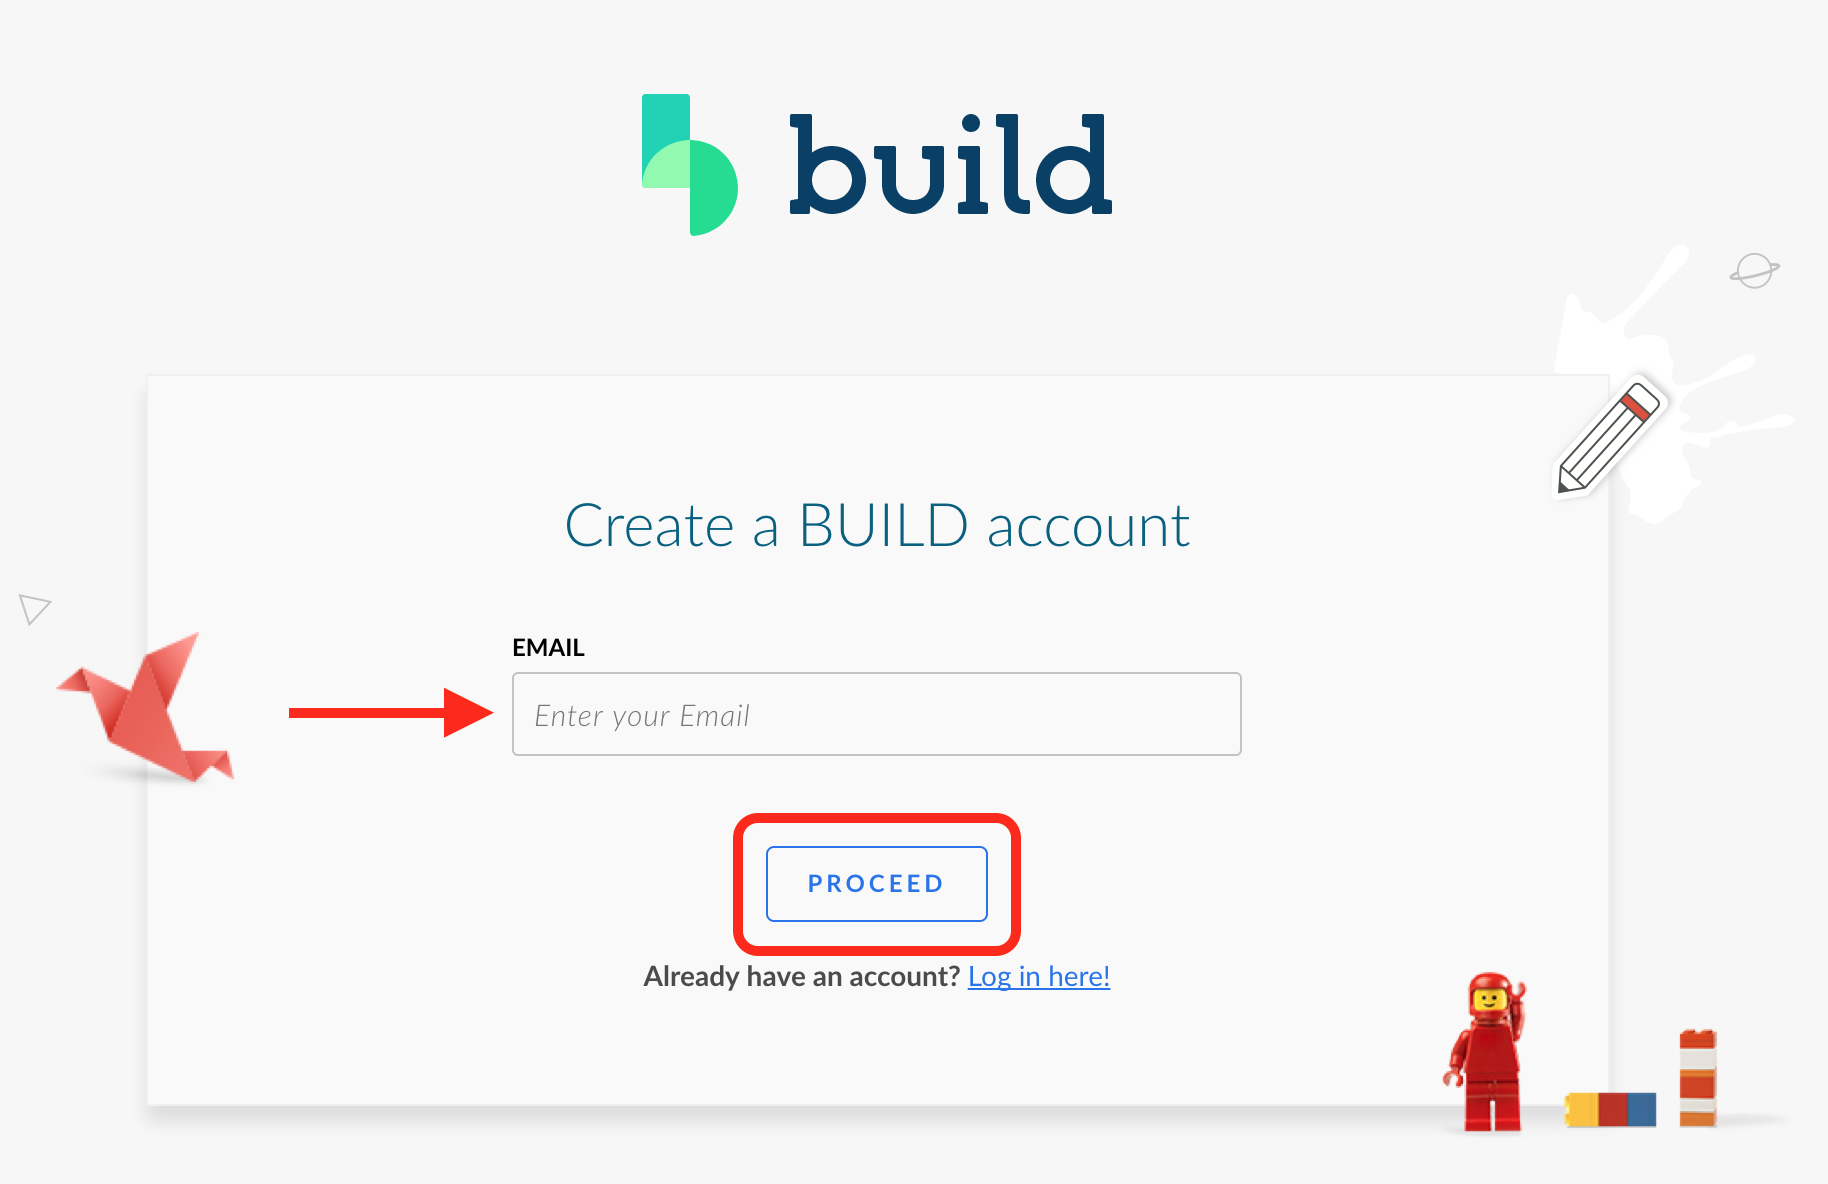 build
Create a BUILD account
EMAIL
Enter your Email
PROCEED
Already have an account? Log in here!